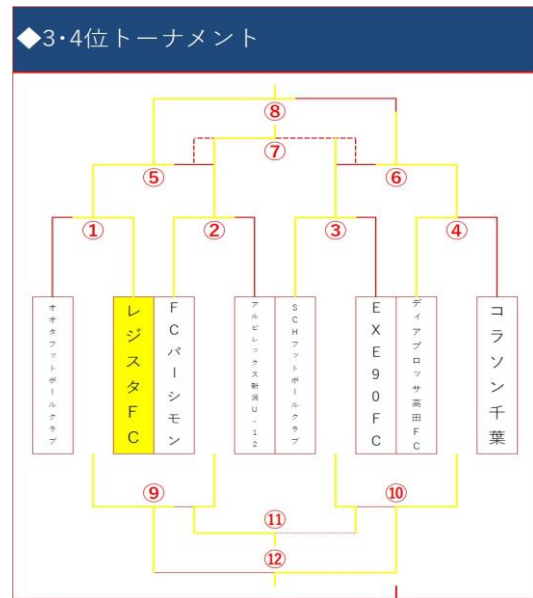 ◆3・4位トーナメント
⑧
⑦
⑤
⑥
①
②
③
④
オオタフットボールクラブ
レジスタFC
FCパーシモン
アルビレックス新潟U-12
SCHフットボールクラブ
EXE90FC
ディアブロッサ高田FC
コラソン千葉
⑨
⑩
⑪
⑫